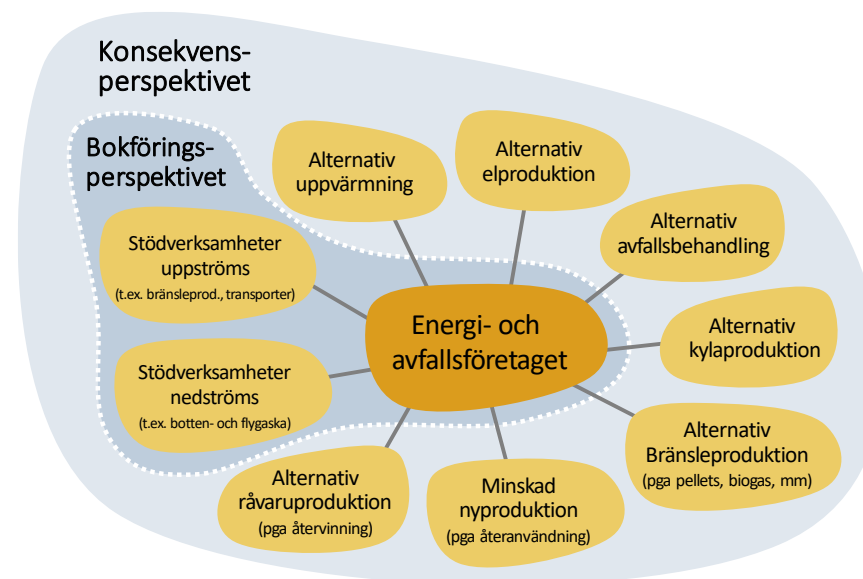 Konsekvens-
perspektivet
Bokförings-
perspektivet
Alternativ
uppvärmning
Alternativ
elproduktion
Alternativ
avfallsbehandling
Stödverksamheter
uppströms
(t.ex. bränsleprod., transporter)
Energi- och
avfallsföretaget
Alternativ
kylaproduktion
Stödverksamheter
nedströms
(t.ex. botten- och flygaska)
Alternativ
Bränsleproduktion
(pga pellets, biogas, mm)
Alternativ
råvaruproduktion
(pga återvinning)
Minskad
nyproduktion
(pga återanvändning)